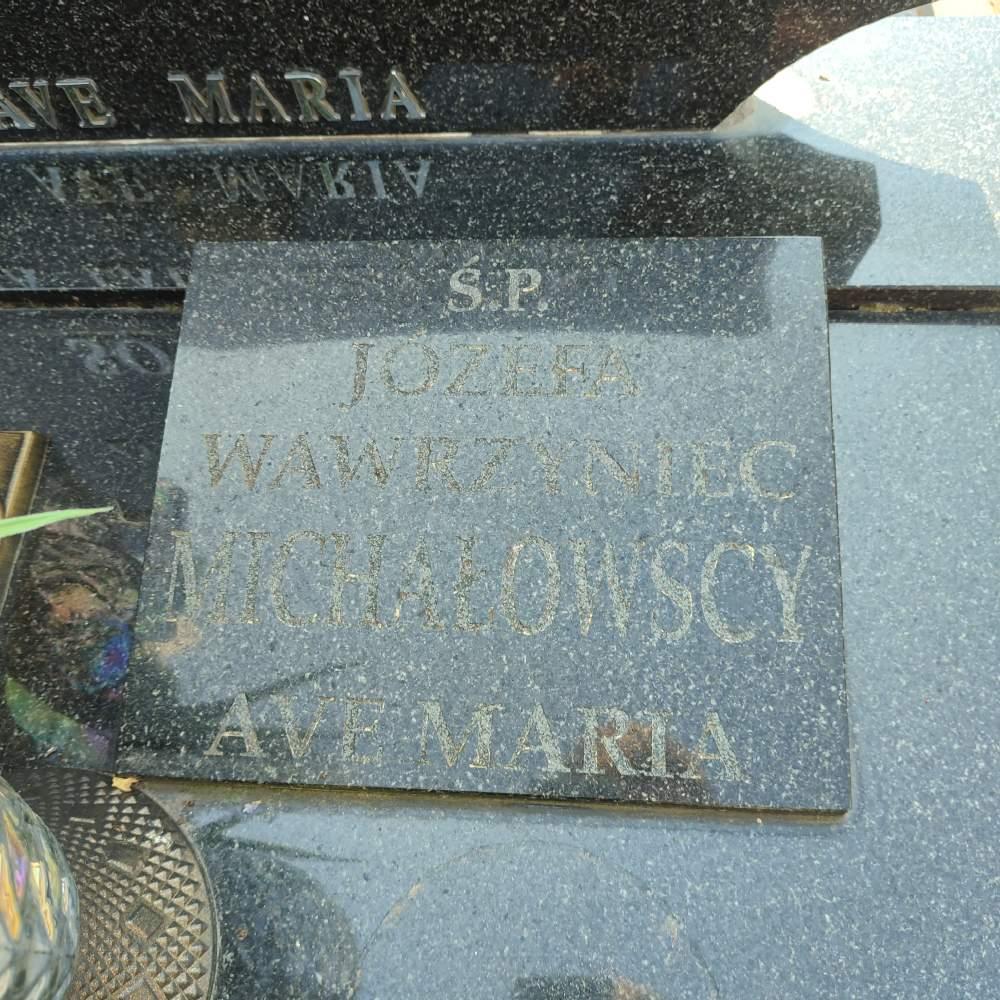 AVE MARIA
Ś.P.
JÓZEFA
WAWRZYNIEC
MICHAŁOWSCY
AVE MARIA